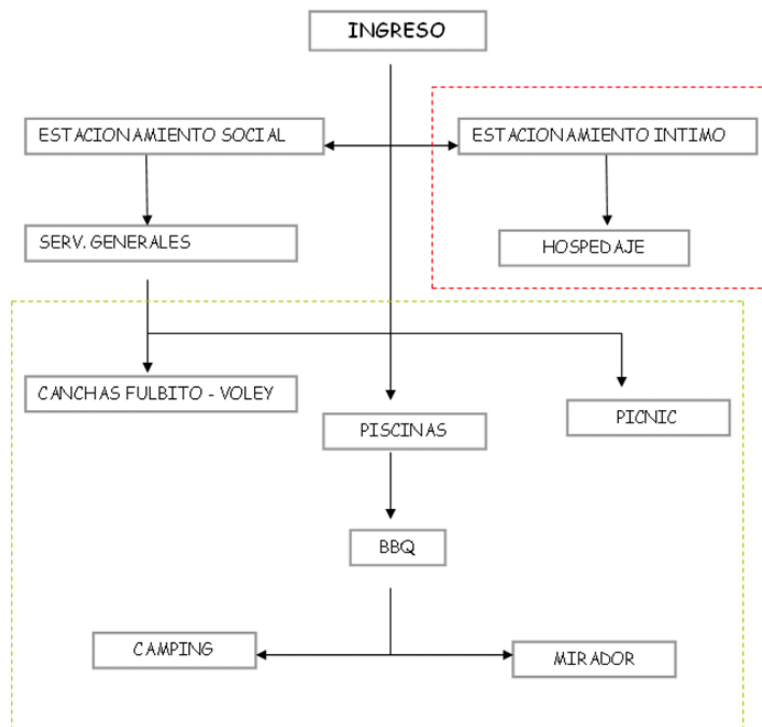 INGRESO
ESTACIONAMIENTO SOCIAL
ESTACIONAMIENTO INTIMO
SERV. GENERALES
HOSPEDAJE
CANCHAS FULBITO - VOLEY
PICNIC
PISCINAS
BBQ
CAMPING
MIRADOR